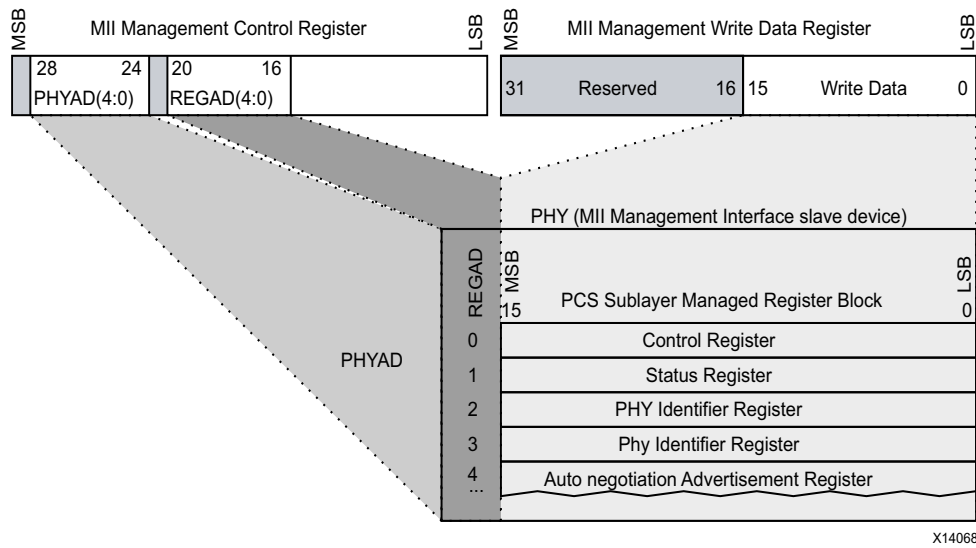 MSB MII Management Control Register LSB
28 24 20 16
PHYAD(4:0) REGAD(4:0)
MSB MII Management Write Data Register LSB
31 Reserved 16 15 Write Data 0
PHY (MII Management Interface slave device)
REGAD MSB LSB
15 PCS Sublayer Managed Register Block 0
0 Control Register
PHYAD
1 Status Register
2 PHY Identifier Register
3 Phy Identifier Register
4 Auto negotiation Advertisement Register
...
X14068